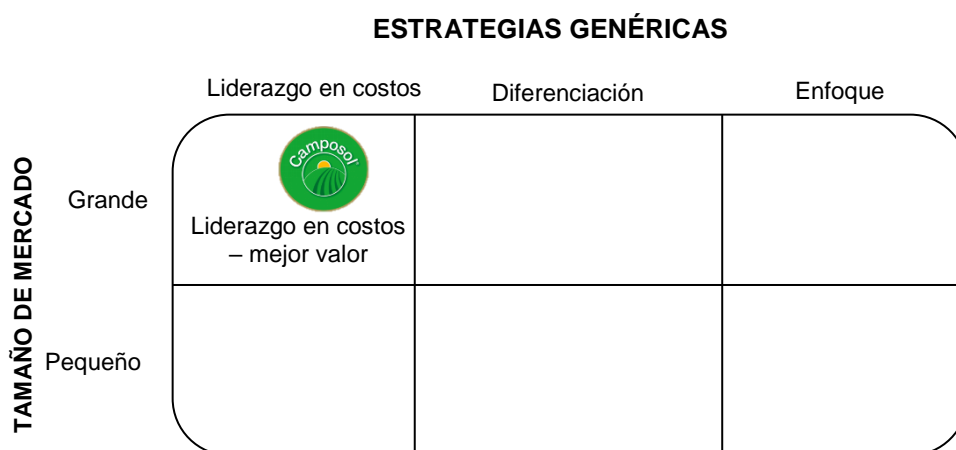 ESTRATEGIAS GENÉRICAS
Liderazgo en costos
Diferenciación
Enfoque
TAMAÑO DE MERCADO
Grande
Camposol
Liderazgo en costos
– mejor valor
Pequeño